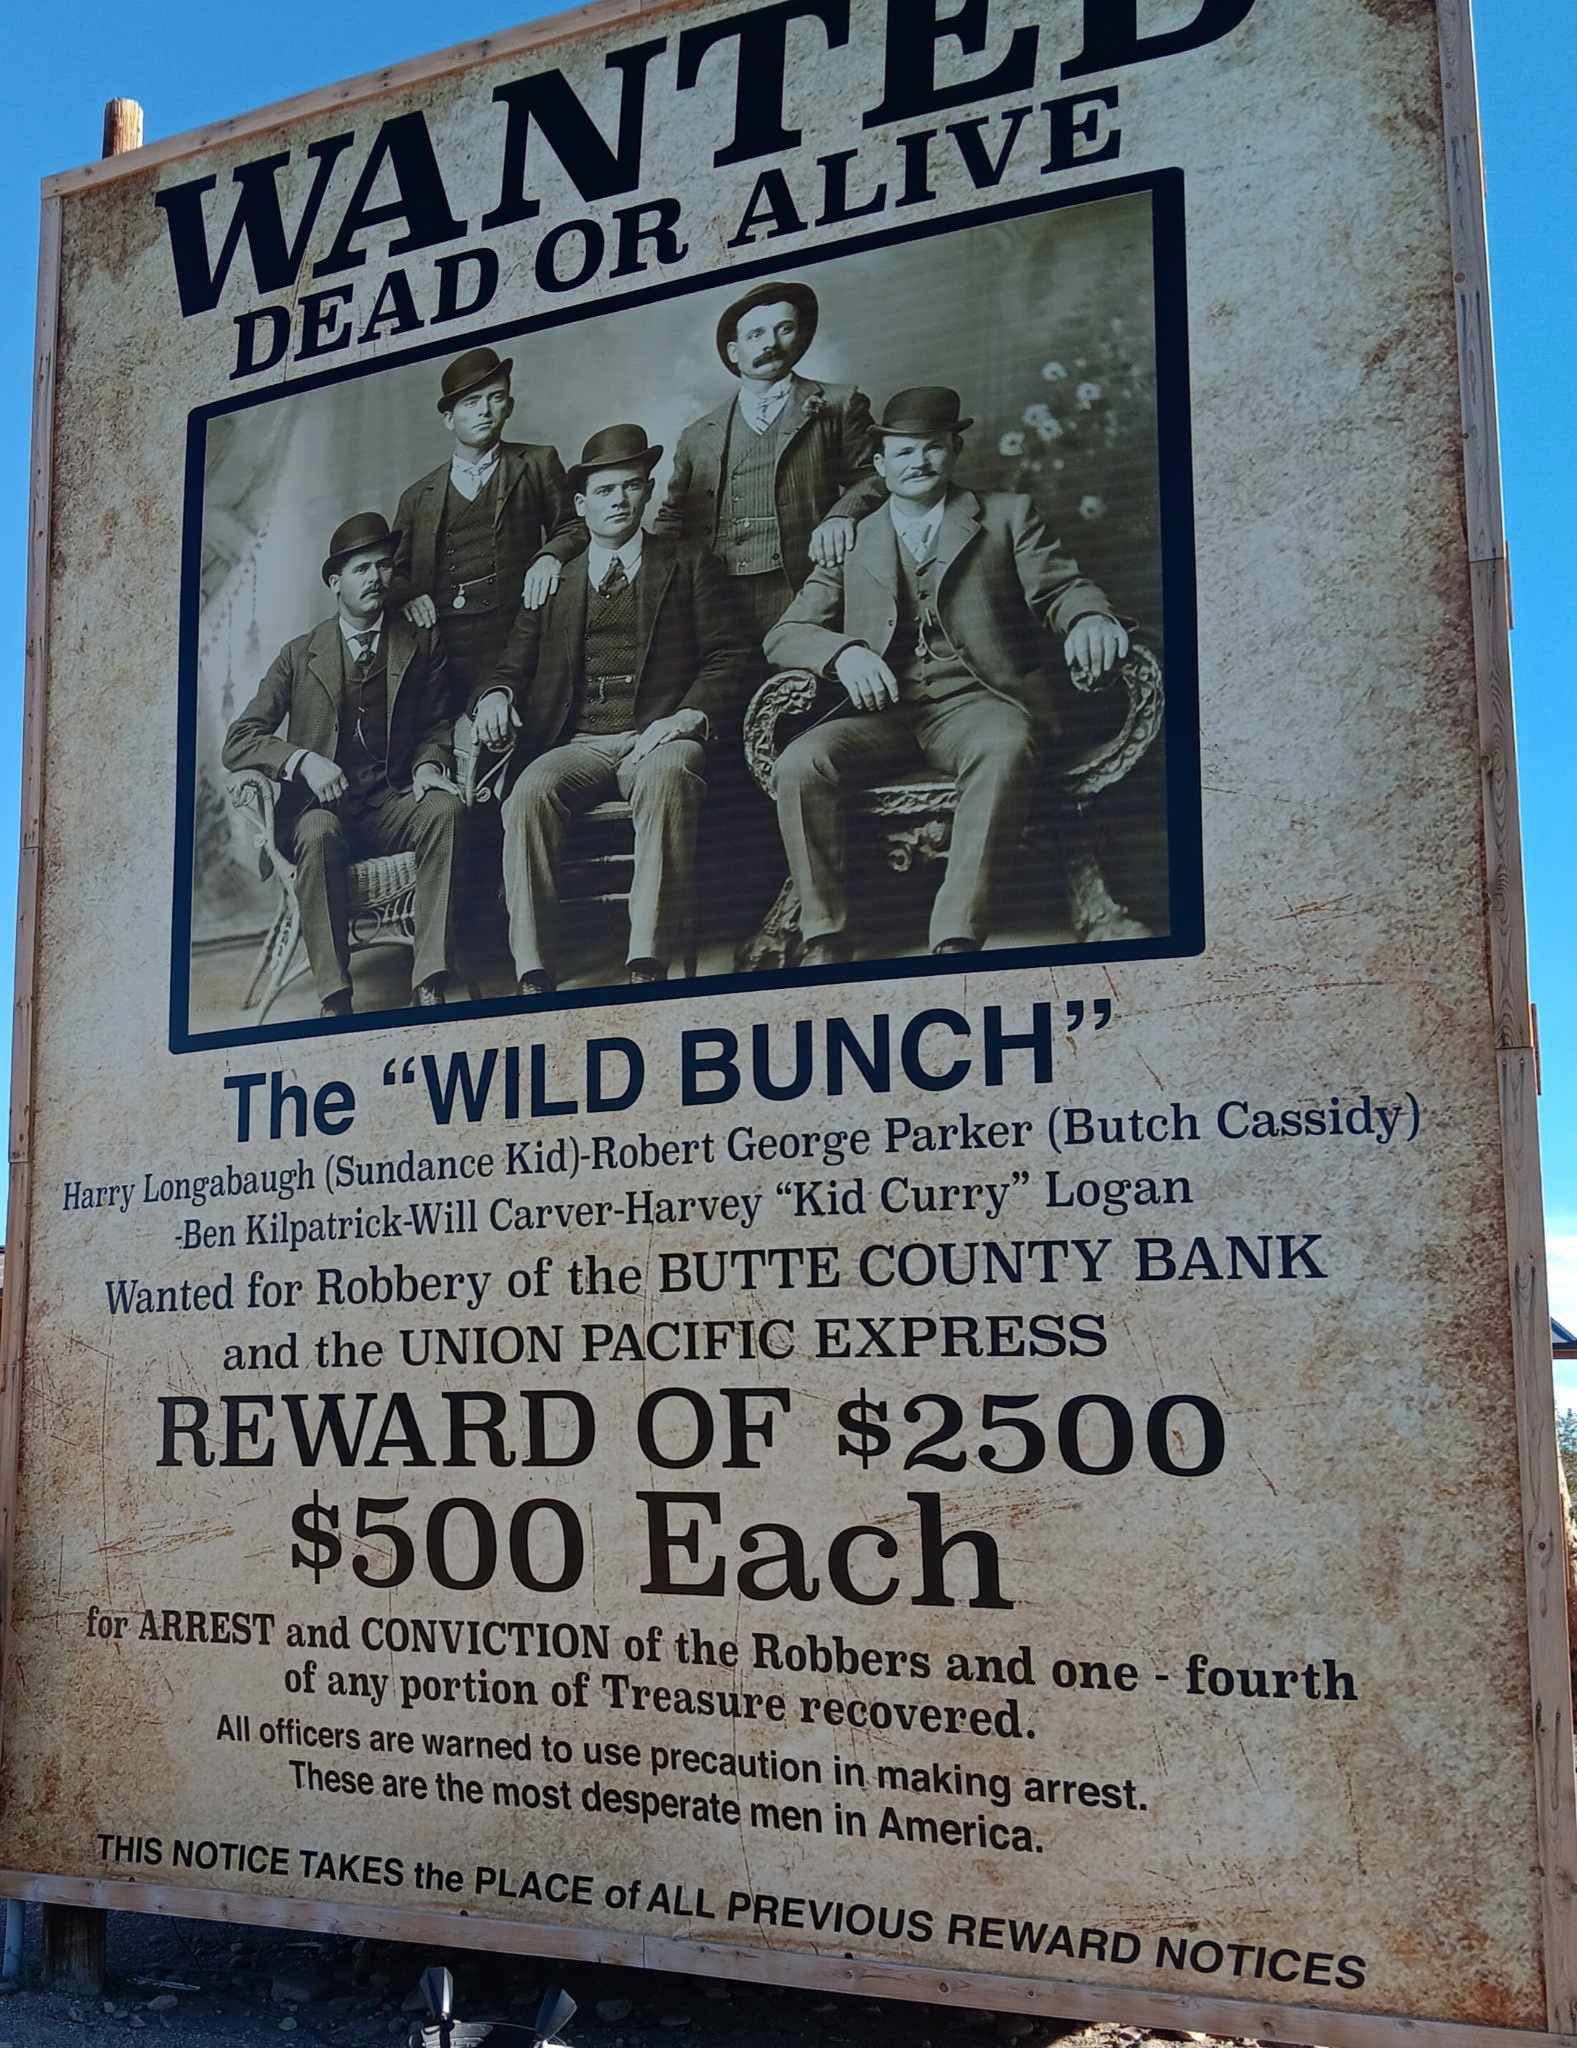 WANTED
DEAD OR ALIVE
The “WILD BUNCH”
Harry Longabaugh (Sundance Kid)-Robert George Parker (Butch Cassidy)
-Ben Kilpatrick-Will Carver-Harvey “Kid Curry” Logan
Wanted for Robbery of the BUTTE COUNTY BANK
and the UNION PACIFIC EXPRESS
REWARD OF $2500
$500 Each
for ARREST and CONVICTION of the Robbers and one - fourth
of any portion of Treasure recovered.
All officers are warned to use precaution in making arrest.
These are the most desperate men in America.
THIS NOTICE TAKES the PLACE of ALL PREVIOUS REWARD NOTICES